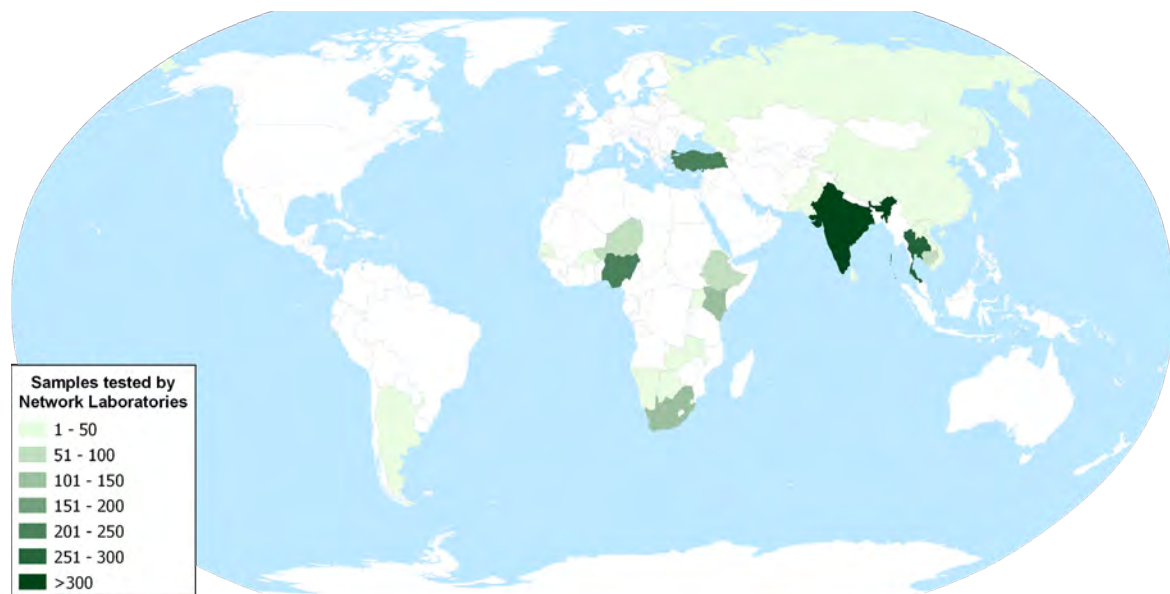 Samples tested by
Network Laboratories
1 - 50
51 - 100
101 - 150
151 - 200
201 - 250
251 - 300
>300